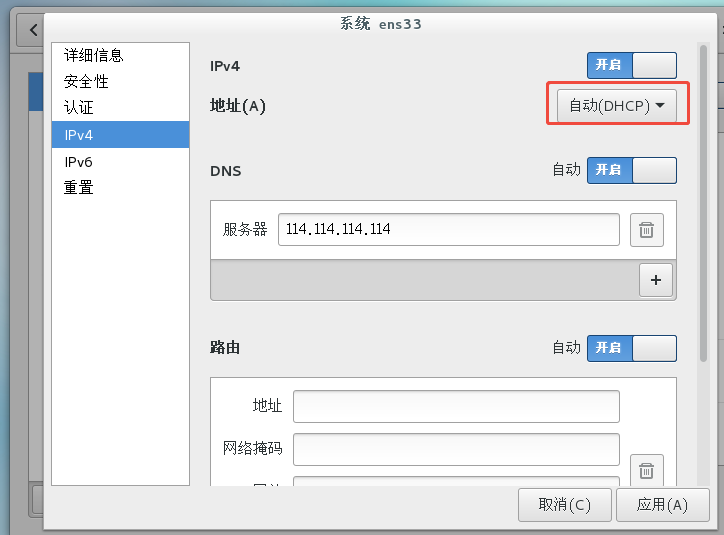 系统 ens33
详细信息
安全性
认证
IPv4
IPv6
重置
IPv4 开启
地址(A) 自动(DHCP)
DNS 自动 开启
服务器 114.114.114.114
+
路由 自动 开启
地址
网络掩码
取消(C) 应用(A)